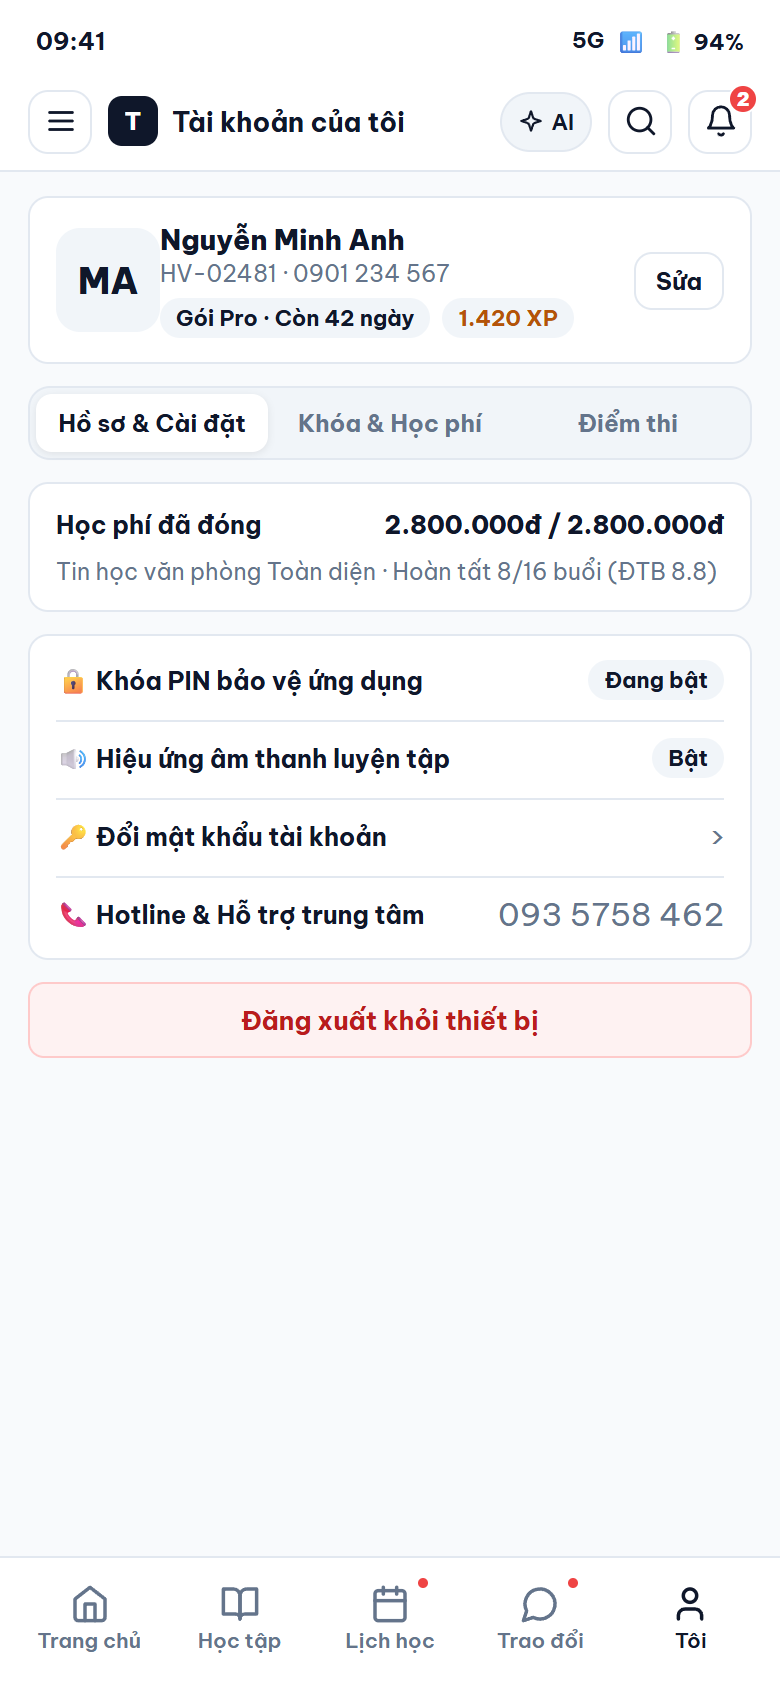 09:41
5G 94%
T Tài khoản của tôi
AI
2
MA
Nguyễn Minh Anh
HV-02481 · 0901 234 567
Gói Pro · Còn 42 ngày
1.420 XP
Sửa
Hồ sơ & Cài đặt
Khóa & Học phí
Điểm thi
Học phí đã đóng
2.800.000đ / 2.800.000đ
Tin học văn phòng Toàn diện · Hoàn tất 8/16 buổi (ĐTB 8.8)
Khóa PIN bảo vệ ứng dụng
Đang bật
Hiệu ứng âm thanh luyện tập
Bật
Đổi mật khẩu tài khoản
Hotline & Hỗ trợ trung tâm
093 5758 462
Đăng xuất khỏi thiết bị
Trang chủ
Học tập
Lịch học
Trao đổi
Tôi